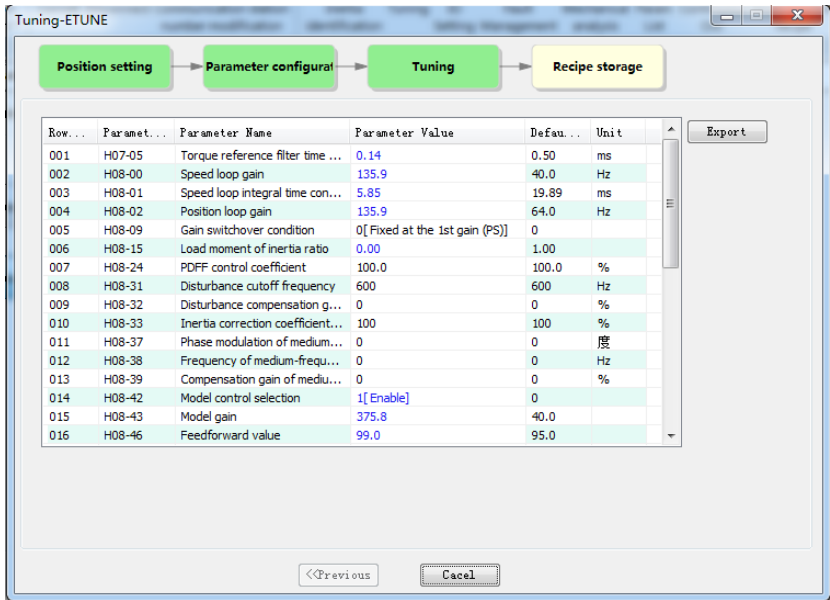 Tuning-ETUNE
Position setting Parameter configurat Tuning Recipe storage
Row... Paramet... Parameter Name Parameter Value Defau... Unit
Export
001 H07-05 Torque reference filter time ... 0.14 0.50 ms
002 H08-00 Speed loop gain 135.9 40.0 Hz
003 H08-01 Speed loop integral time con... 5.85 19.89 ms
004 H08-02 Position loop gain 135.9 64.0 Hz
005 H08-09 Gain switchover condition 0[ Fixed at the 1st gain (PS)] 0
006 H08-15 Load moment of inertia ratio 0.00 1.00
007 H08-24 PDFF control coefficient 100.0 100.0 %
008 H08-31 Disturbance cutoff frequency 600 600 Hz
009 H08-32 Disturbance compensation g... 0 0 %
010 H08-33 Inertia correction coefficient... 100 100 %
011 H08-37 Phase modulation of medium... 0 0 度
012 H08-38 Frequency of medium-frequ... 0 0 Hz
013 H08-39 Compensation gain of mediu... 0 0 %
014 H08-42 Model control selection 1[ Enable] 0
015 H08-43 Model gain 375.8 40.0
016 H08-46 Feedforward value 99.0 95.0
<<Previous Cacel